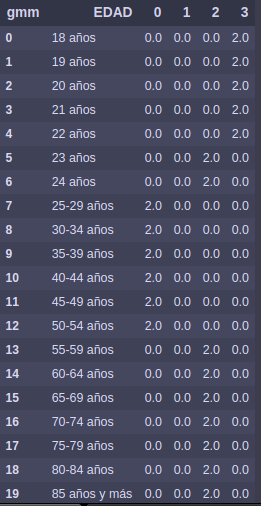 gmm EDAD 0 1 2 3
0 18 años 0.0 0.0 0.0 2.0
1 19 años 0.0 0.0 0.0 2.0
2 20 años 0.0 0.0 0.0 2.0
3 21 años 0.0 0.0 0.0 2.0
4 22 años 0.0 0.0 0.0 2.0
5 23 años 0.0 0.0 2.0 0.0
6 24 años 0.0 0.0 2.0 0.0
7 25-29 años 2.0 0.0 0.0 0.0
8 30-34 años 2.0 0.0 0.0 0.0
9 35-39 años 2.0 0.0 0.0 0.0
10 40-44 años 2.0 0.0 0.0 0.0
11 45-49 años 2.0 0.0 0.0 0.0
12 50-54 años 2.0 0.0 0.0 0.0
13 55-59 años 0.0 0.0 2.0 0.0
14 60-64 años 0.0 0.0 2.0 0.0
15 65-69 años 0.0 0.0 2.0 0.0
16 70-74 años 0.0 0.0 2.0 0.0
17 75-79 años 0.0 0.0 2.0 0.0
18 80-84 años 0.0 0.0 2.0 0.0
19 85 años y más 0.0 0.0 2.0 0.0